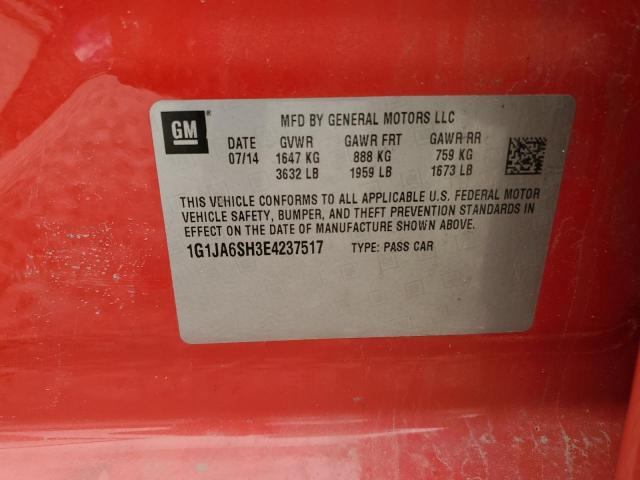 GM ®
MFD BY GENERAL MOTORS LLC
DATE GVWR GAWR FRT GAWR RR
07/14 1647 KG 888 KG 759 KG
3632 LB 1959 LB 1673 LB
THIS VEHICLE CONFORMS TO ALL APPLICABLE U.S. FEDERAL MOTOR
VEHICLE SAFETY, BUMPER, AND THEFT PREVENTION STANDARDS IN
EFFECT ON THE DATE OF MANUFACTURE SHOWN ABOVE.
1G1JA6SH3E4237517 TYPE: PASS CAR